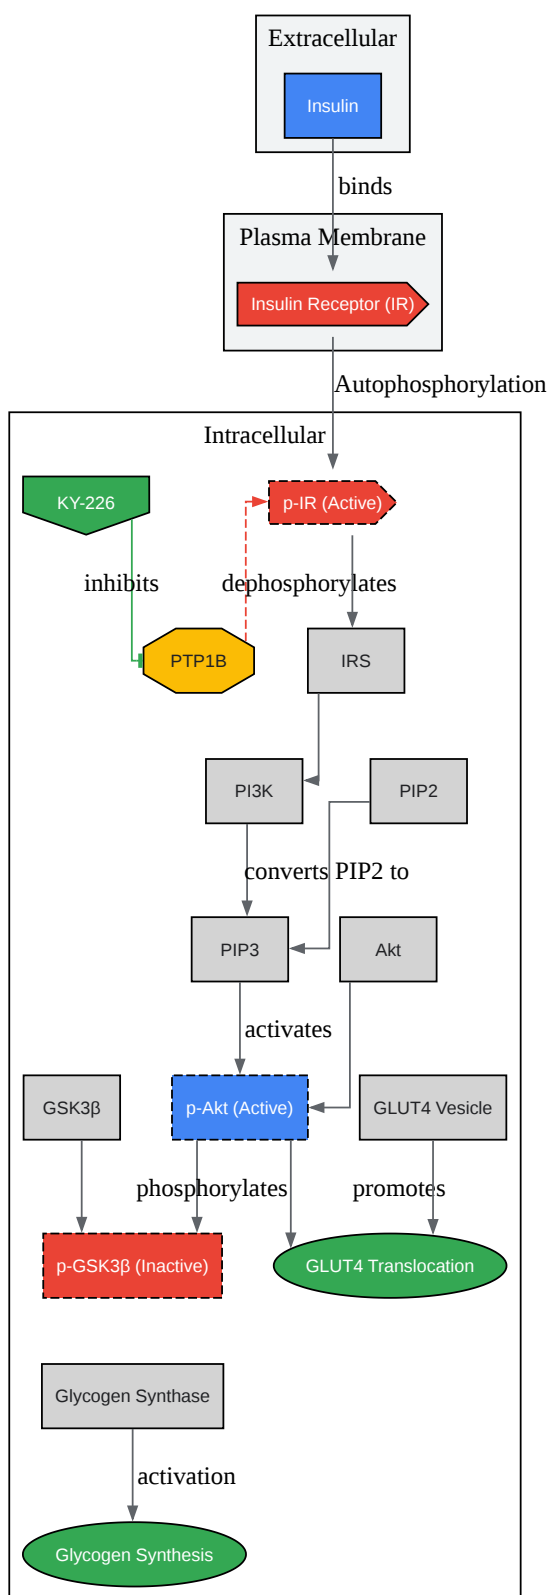 Extracellular
Insulin
binds
Plasma Membrane
Insulin Receptor (IR)
Autophosphorylation
Intracellular
KY-226
p-IR (Active)
inhibits
dephosphorylates
PTP1B
IRS
PI3K
PIP2
converts PIP2 to
PIP3
Akt
activates
GSK3β
p-Akt (Active)
GLUT4 Vesicle
phosphorylates
promotes
p-GSK3β (Inactive)
GLUT4 Translocation
Glycogen Synthase
activation
Glycogen Synthesis